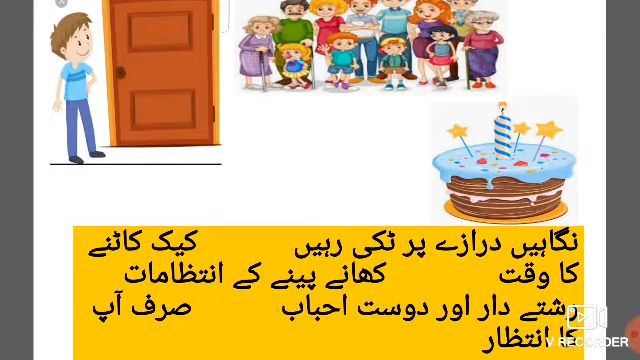 نگاہیں درازے پر ٹکی رہیں کیک کاٹنے
کا وقت کھانے پینے کے انتظامات
رشتے دار اور دوست احباب صرف آپ
کا انتظار
V RECORDER